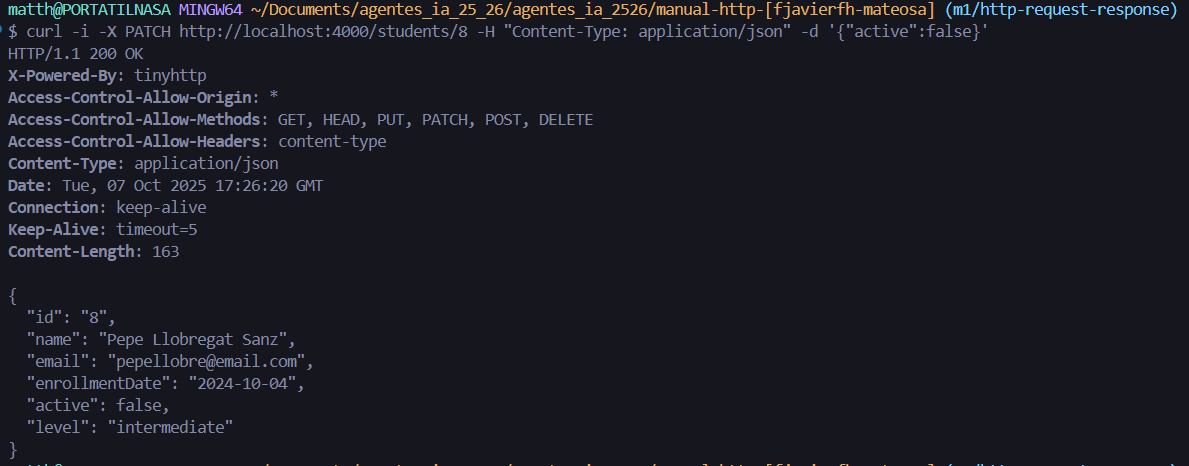 matth@PORTATILNASA MINGW64 ~/Documents/agentes_ia_25_26/agentes_ia_2526/manual-http-[fjavierfh-mateosa] (m1/http-request-response)
$ curl -i -X PATCH http://localhost:4000/students/8 -H "Content-Type: application/json" -d '{"active":false}'
HTTP/1.1 200 OK
X-Powered-By: tinyhttp
Access-Control-Allow-Origin: *
Access-Control-Allow-Methods: GET, HEAD, PUT, PATCH, POST, DELETE
Access-Control-Allow-Headers: content-type
Content-Type: application/json
Date: Tue, 07 Oct 2025 17:26:20 GMT
Connection: keep-alive
Keep-Alive: timeout=5
Content-Length: 163

{
  "id": "8",
  "name": "Pepe Llobregat Sanz",
  "email": "pepellobre@email.com",
  "enrollmentDate": "2024-10-04",
  "active": false,
  "level": "intermediate"
}